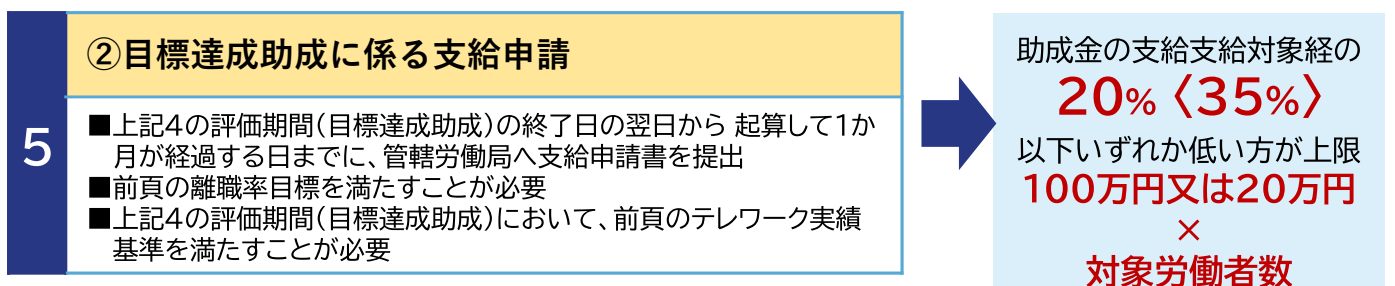 5
②目標達成助成に係る支給申請
■上記4の評価期間(目標達成助成)の終了日の翌日から 起算して1か
月が経過する日までに、管轄労働局へ支給申請書を提出
■前頁の離職率目標を満たすことが必要
■上記4の評価期間(目標達成助成)において、前頁のテレワーク実績
基準を満たすことが必要
助成金の支給支給対象経の
20%〈35%〉
以下いずれか低い方が上限
100万円又は20万円
×
対象労働者数